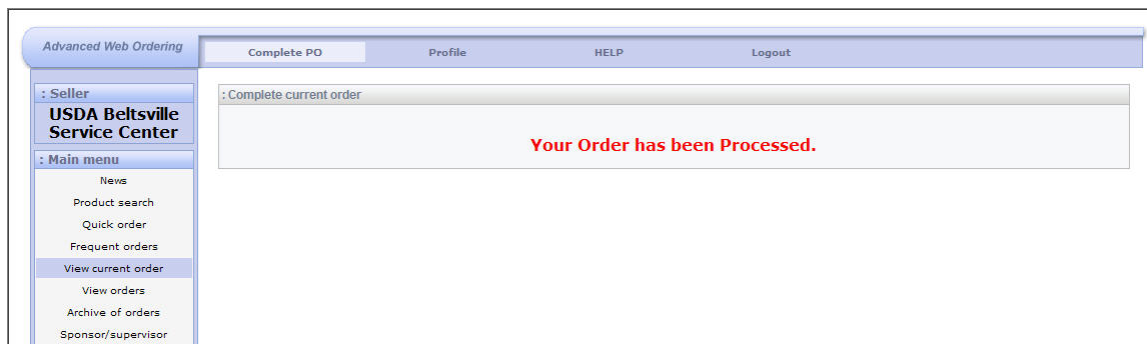 Advanced Web Ordering
Complete PO Profile HELP Logout
: Seller
USDA Beltsville
Service Center
: Main menu
News
Product search
Quick order
Frequent orders
View current order
View orders
Archive of orders
Sponsor/supervisor
: Complete current order
Your Order has been Processed.